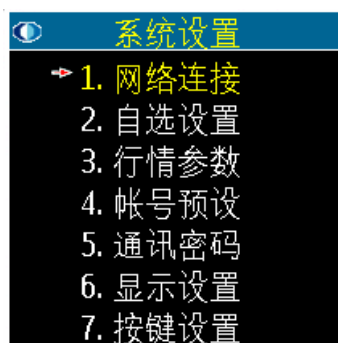 系统设置
1. 网络连接
2. 自选设置
3. 行情参数
4. 帐号预设
5. 通讯密码
6. 显示设置
7. 按键设置